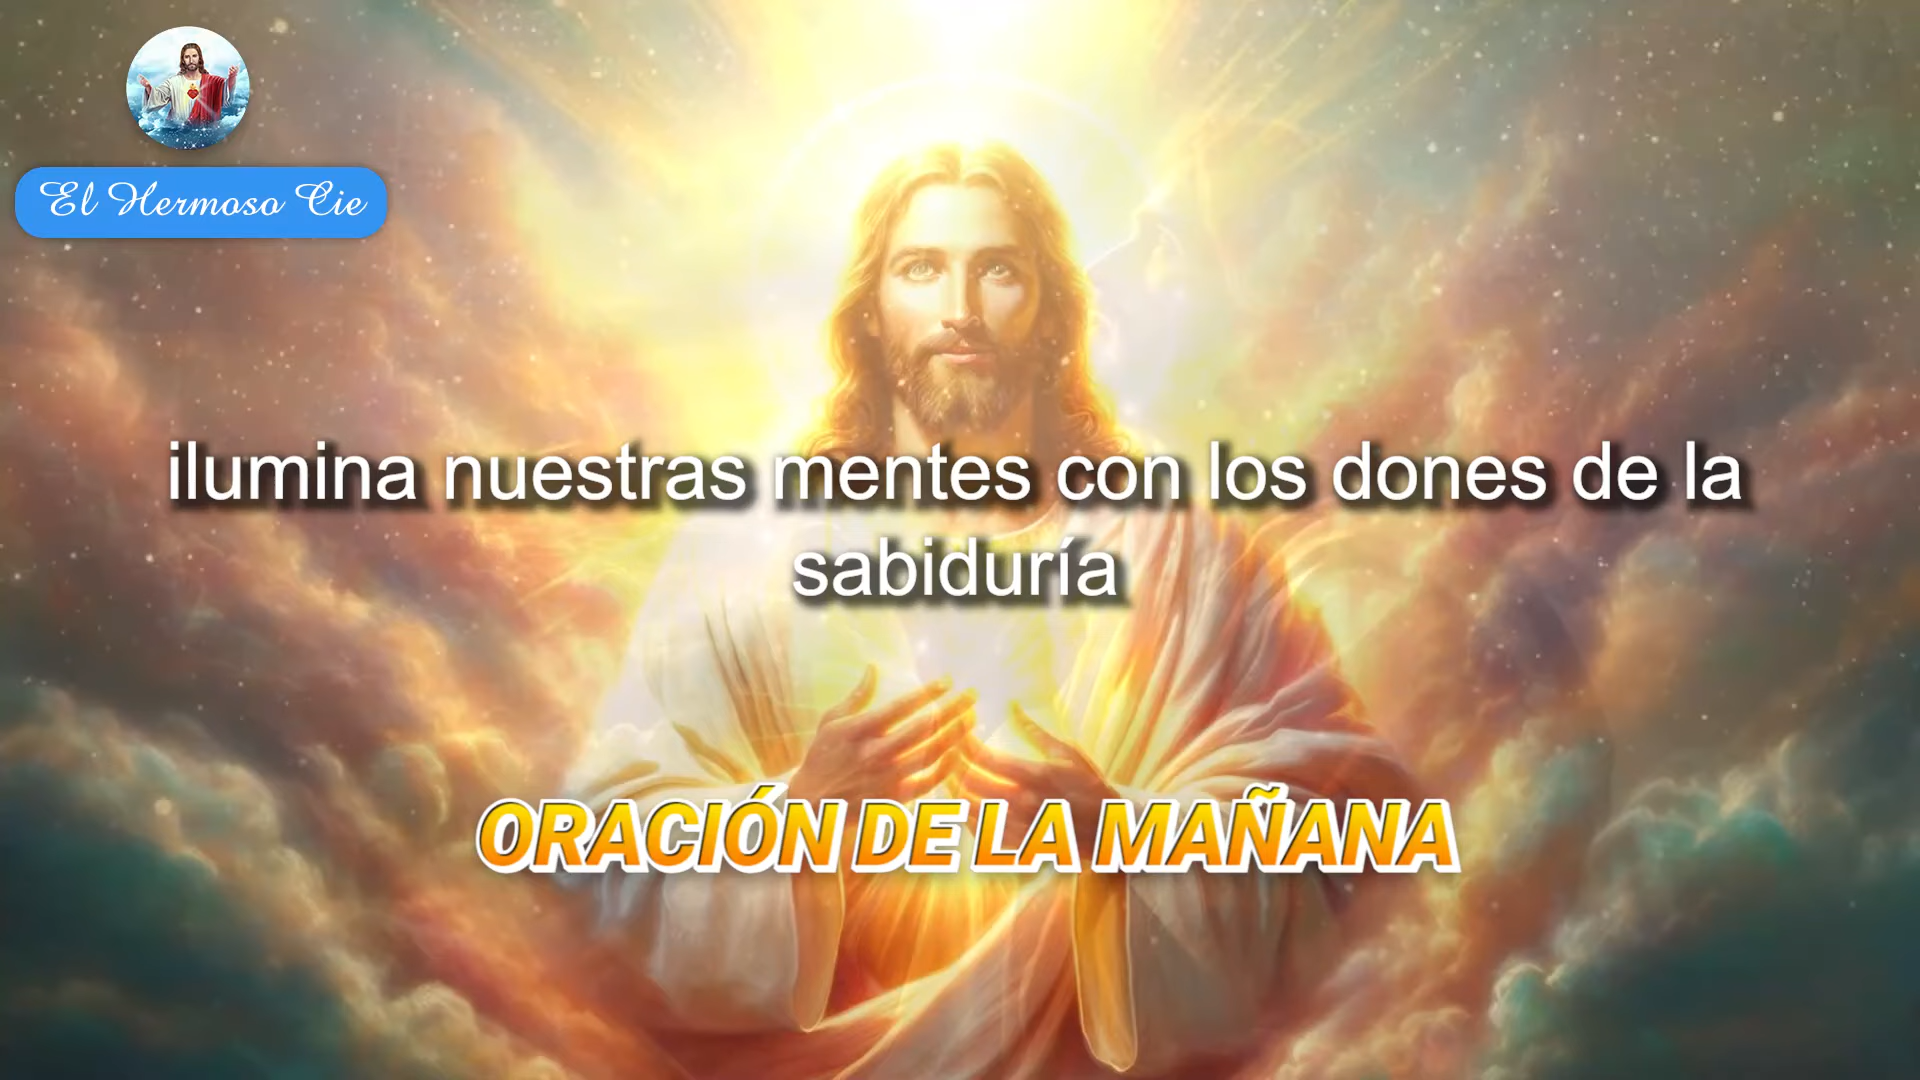 El Hermoso Cie
ilumina nuestras mentes con los dones de la
sabiduría
ORACIÓN DE LA MAÑANA